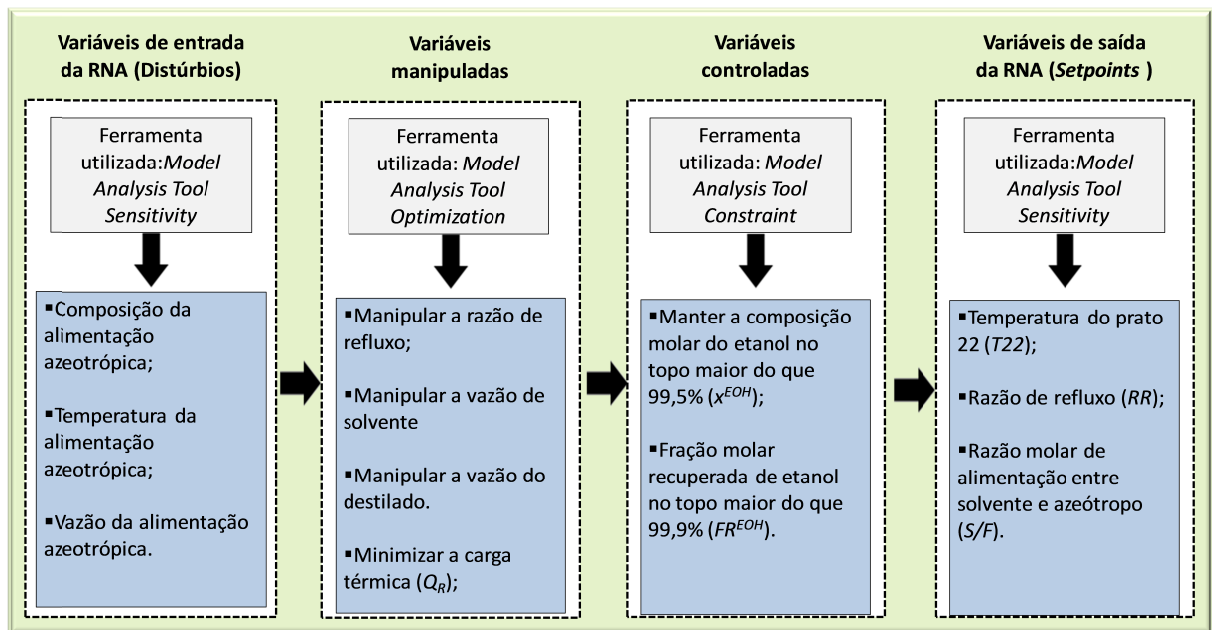 Variáveis de entrada
da RNA (Distúrbios)
Ferramenta
utilizada:Model
Analysis Tool
Sensitivity
▪Composição da
alimentação
azeotrópica;
▪Temperatura da
alimentação
azeotrópica;
▪Vazão da alimentação
azeotrópica.
Variáveis
manipuladas
Ferramenta
utilizada: Model
Analysis Tool
Optimization
▪Manipular a razão de
refluxo;
▪Manipular a vazão de
solvente
▪Manipular a vazão do
destilado.
▪Minimizar a carga
térmica (QR);
Variáveis
controladas
Ferramenta
utilizada: Model
Analysis Tool
Constraint
▪Manter a composição
molar do etanol no
topo maior do que
99,5% (xEOH);
▪Fração molar
recuperada de etanol
no topo maior do que
99,9% (FREOH).
Variáveis de saída
da RNA (Setpoints )
Ferramenta
utilizada:Model
Analysis Tool
Sensitivity
▪Temperatura do prato
22 (T22);
▪Razão de refluxo (RR);
▪Razão molar de
alimentação entre
solvente e azeótropo
(S/F).